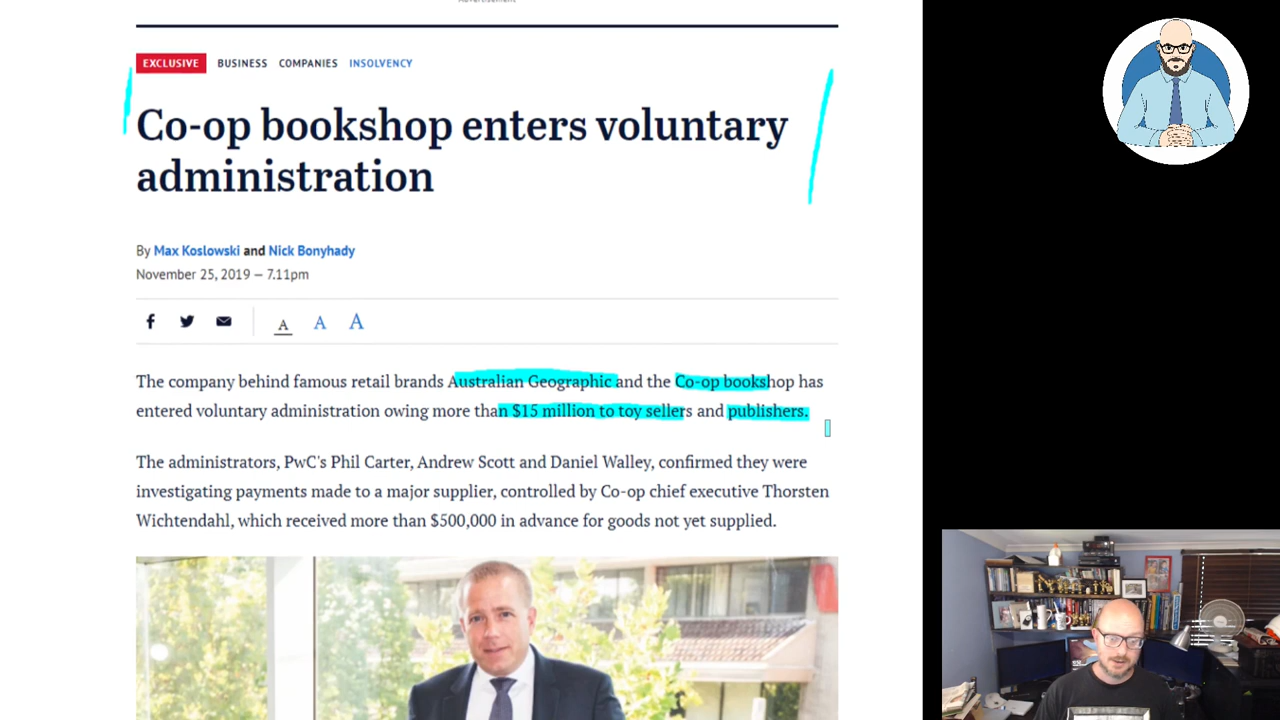 Advertisement
EXCLUSIVE BUSINESS COMPANIES INSOLVENCY
Co-op bookshop enters voluntary
administration
By Max Koslowski and Nick Bonyhady
November 25, 2019 – 7.11pm
A A A
The company behind famous retail brands Australian Geographic and the Co-op bookshop has
entered voluntary administration owing more than $15 million to toy sellers and publishers.
The administrators, PwC's Phil Carter, Andrew Scott and Daniel Walley, confirmed they were
investigating payments made to a major supplier, controlled by Co-op chief executive Thorsten
Wichtendahl, which received more than $500,000 in advance for goods not yet supplied.